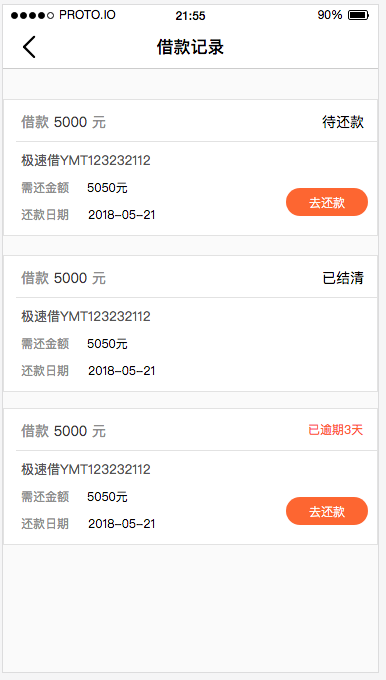 PROTO.IO 21:55 90%
借款记录
借款 5000 元 待还款
极速借YMT123232112
需还金额 5050元
去还款
还款日期 2018-05-21
借款 5000 元 已结清
极速借YMT123232112
需还金额 5050元
还款日期 2018-05-21
借款 5000 元 已逾期3天
极速借YMT123232112
需还金额 5050元
去还款
还款日期 2018-05-21